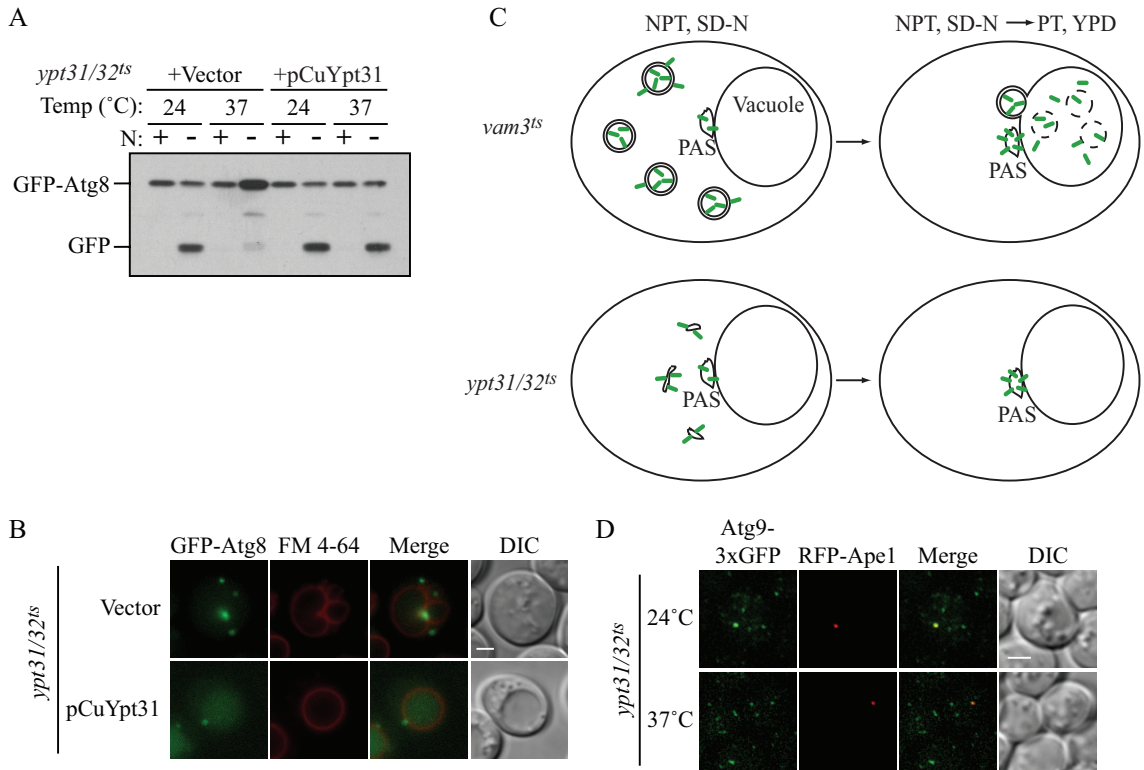 A
ypt31/32ts
+Vector +pCuYpt31
Temp (˚C): 24 37 24 37
N: + - + - + - + -
GFP-Atg8
GFP
C
NPT, SD-N
NPT, SD-N → PT, YPD
vam3ts
Vacuole
PAS
PAS
ypt31/32ts
PAS
PAS
B
GFP-Atg8 FM 4-64 Merge DIC
ypt31/32ts
Vector
pCuYpt31
D
Atg9-
3xGFP RFP-Ape1 Merge DIC
ypt31/32ts
24˚C
37˚C